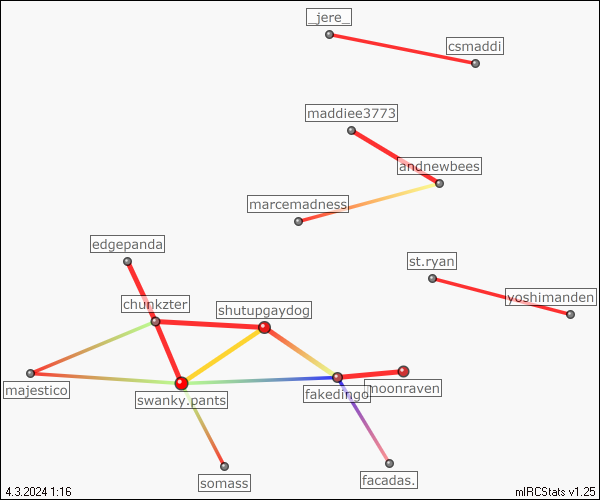 _jere_
csmaddi
maddiee3773
andnewbees
marcemadness
edgepanda
st.ryan
yoshimanden
chunkzter
shutupgaydog
majestico
swanky.pants
fakedingo
moonraven
somass
facadas.
4.3.2024 1:16
mIRCStats v1.25